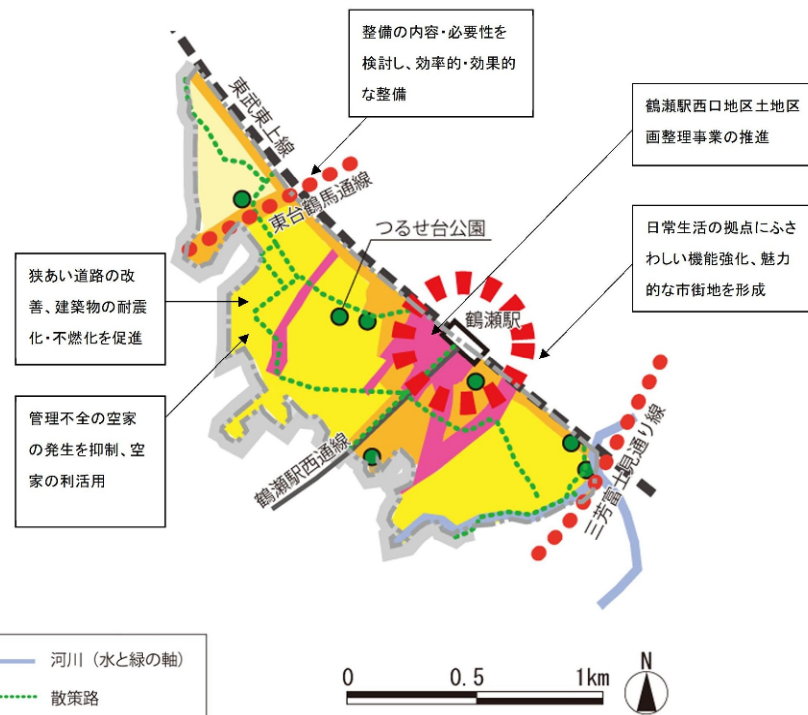 整備の内容・必要性を
検討し、効率的・効果的
な整備
鶴瀬駅西口地区土地区
画整理事業の推進
東武東上線
東台鶴馬通線
つるせ台公園
日常生活の拠点にふさ
わしい機能強化、魅力
的な市街地を形成
狭あい道路の改
善、建築物の耐震
化・不燃化を促進
鶴瀬駅
管理不全の空家
の発生を抑制、空
家の利活用
鶴瀬駅西通線
三芳富士見通り線
河川(水と緑の軸)
散策路
0 0.5 1km
N